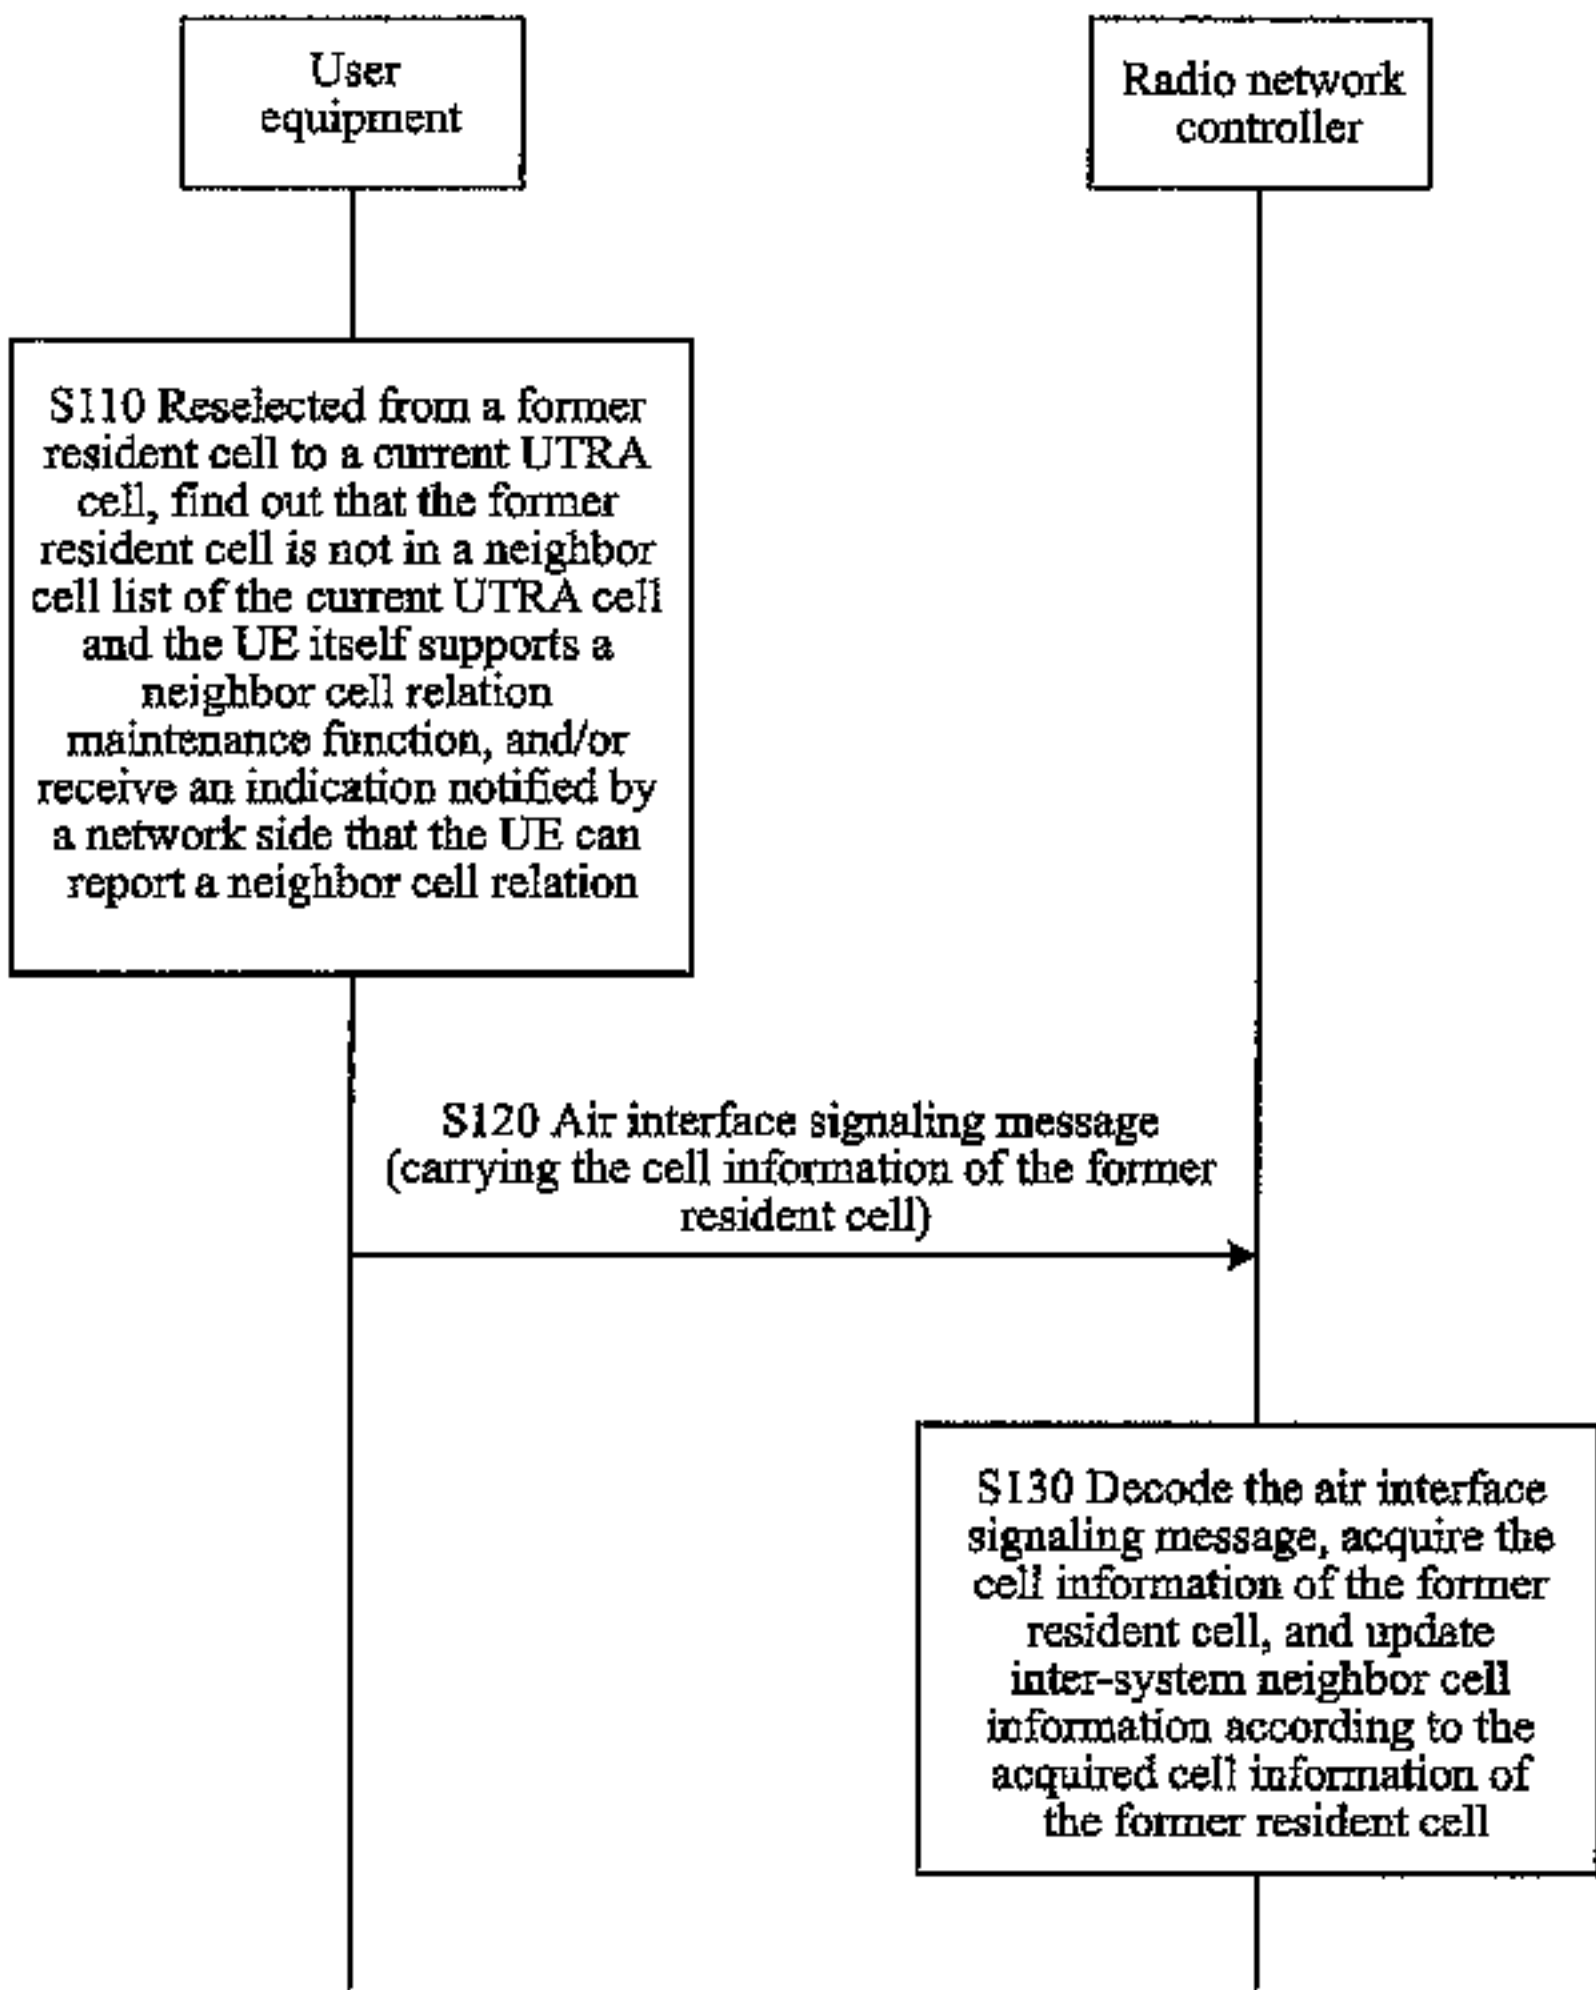 User
equipment
Radio network
controller
S110 Reselected from a former
resident cell to a current UTRA
cell, find out that the former
resident cell is not in a neighbor
cell list of the current UTRA cell
and the UE itself supports a
neighbor cell relation
maintenance function, and/or
receive an indication notified by
a network side that the UE can
report a neighbor cell relation
S120 Air interface signaling message
(carrying the cell information of the former
resident cell)
S130 Decode the air interface
signaling message, acquire the
cell information of the former
resident cell, and update
inter-system neighbor cell
information according to the
acquired cell information of
the former resident cell